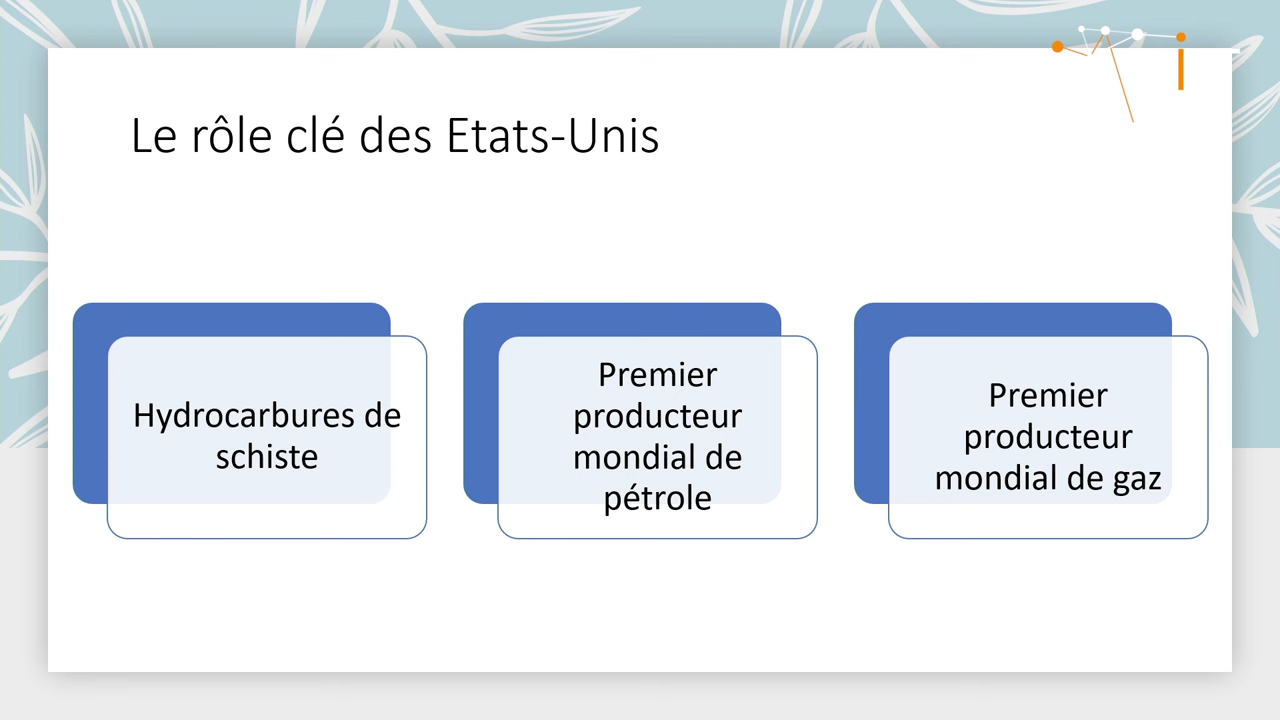 Le rôle clé des Etats-Unis
Hydrocarbures de
schiste
Premier
producteur
mondial de
pétrole
Premier
producteur
mondial de gaz